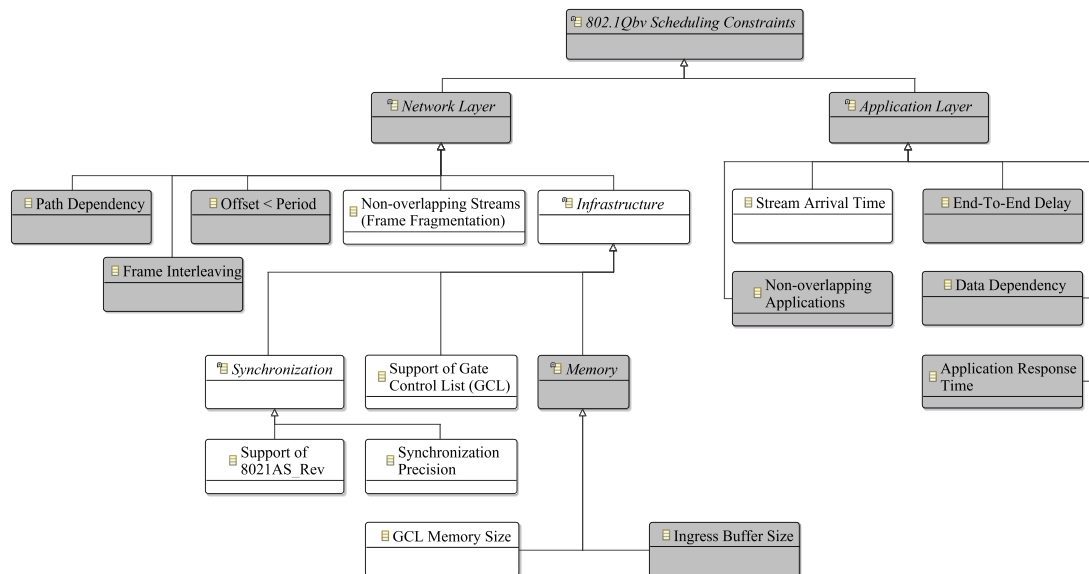 802.1Qbv Scheduling Constraints
Network Layer
Application Layer
Path Dependency
Offset < Period
Non-overlapping Streams
(Frame Fragmentation)
Infrastructure
Stream Arrival Time
End-To-End Delay
Frame Interleaving
Non-overlapping
Applications
Data Dependency
Synchronization
Support of Gate
Control List (GCL)
Memory
Application Response
Time
Support of
8021AS_Rev
Synchronization
Precision
GCL Memory Size
Ingress Buffer Size